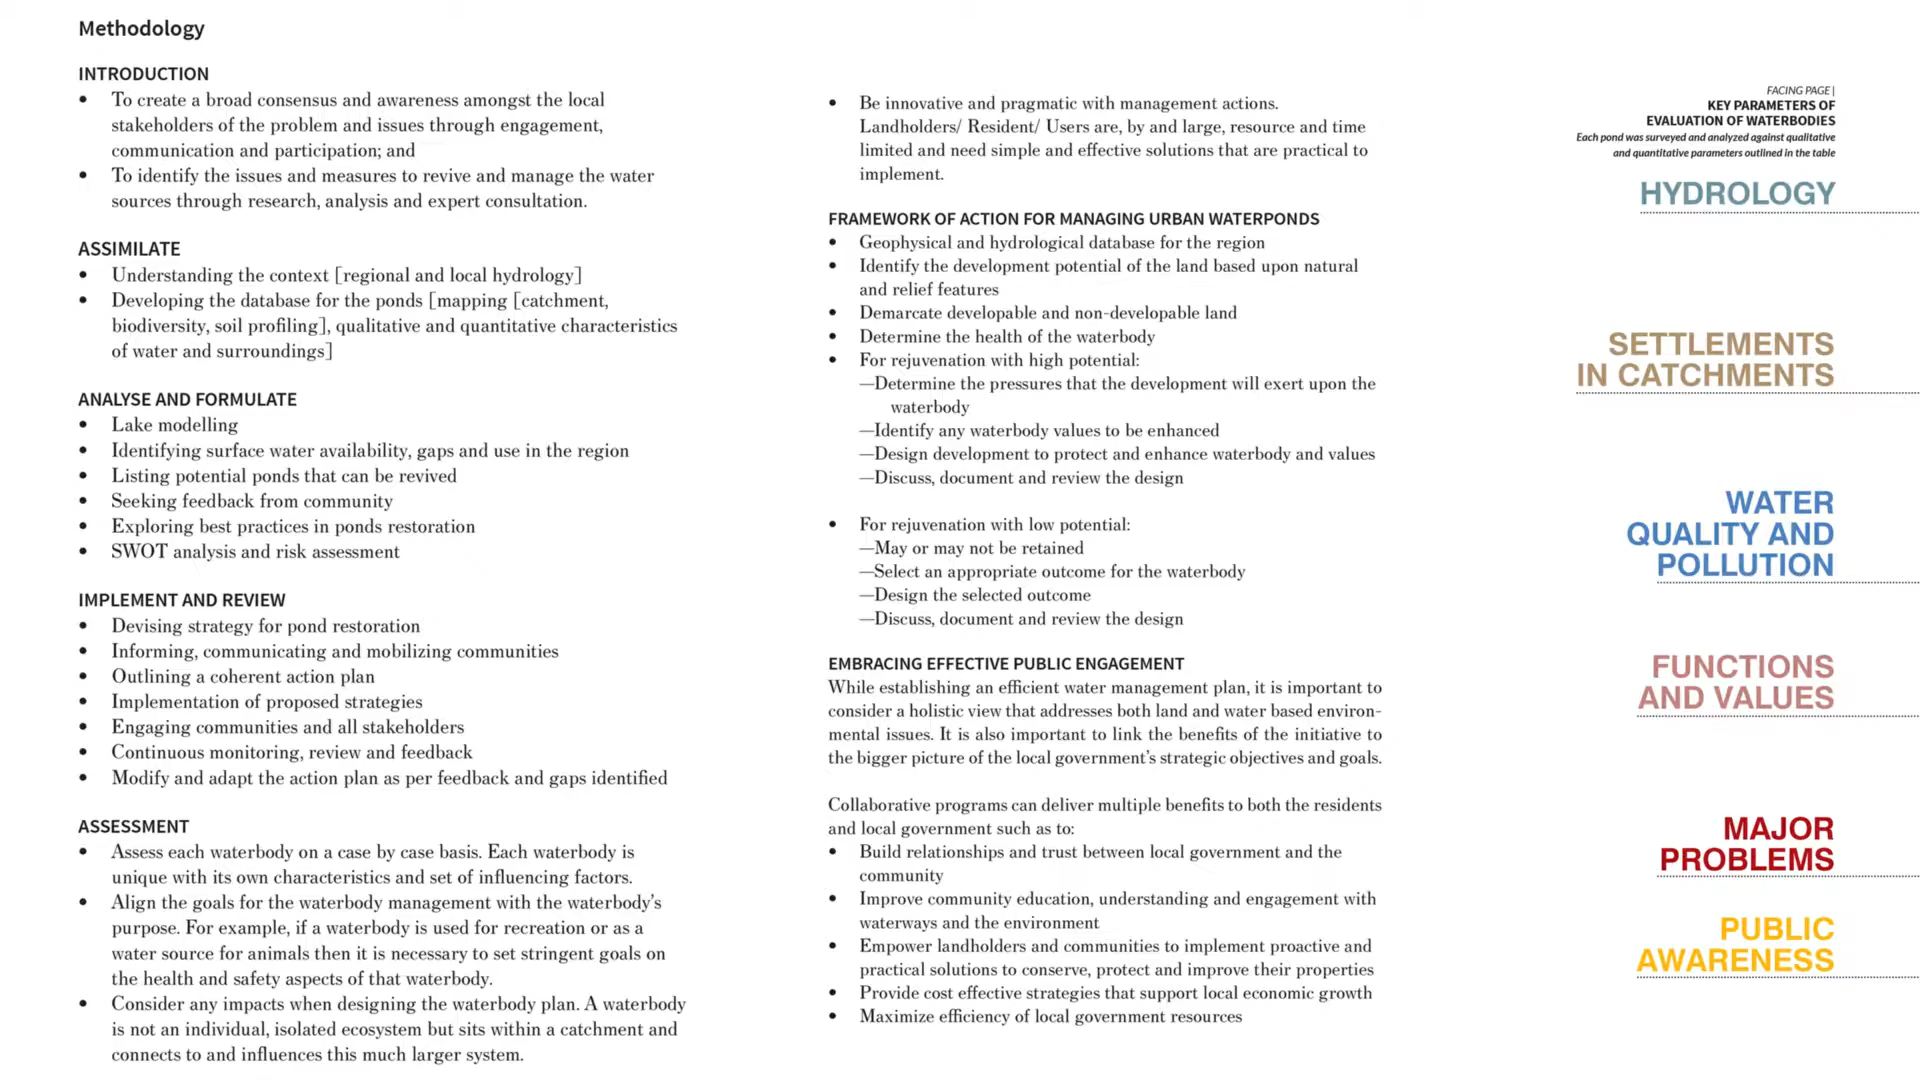 Methodology
INTRODUCTION
• To create a broad consensus and awareness amongst the local
stakeholders of the problem and issues through engagement,
communication and participation; and
• To identify the issues and measures to revive and manage the water
sources through research, analysis and expert consultation.
ASSIMILATE
• Understanding the context [regional and local hydrology]
• Developing the database for the ponds [mapping [catchment,
biodiversity, soil profiling], qualitative and quantitative characteristics
of water and surroundings]
ANALYSE AND FORMULATE
• Lake modelling
• Identifying surface water availability, gaps and use in the region
• Listing potential ponds that can be revived
• Seeking feedback from community
• Exploring best practices in ponds restoration
• SWOT analysis and risk assessment
IMPLEMENT AND REVIEW
• Devising strategy for pond restoration
• Informing, communicating and mobilizing communities
• Outlining a coherent action plan
• Implementation of proposed strategies
• Engaging communities and all stakeholders
• Continuous monitoring, review and feedback
• Modify and adapt the action plan as per feedback and gaps identified
ASSESSMENT
• Assess each waterbody on a case by case basis. Each waterbody is
unique with its own characteristics and set of influencing factors.
• Align the goals for the waterbody management with the waterbody's
purpose. For example, if a waterbody is used for recreation or as a
water source for animals then it is necessary to set stringent goals on
the health and safety aspects of that waterbody.
• Consider any impacts when designing the waterbody plan. A waterbody
is not an individual, isolated ecosystem but sits within a catchment and
connects to and influences this much larger system.
• Be innovative and pragmatic with management actions.
Landholders/ Resident/ Users are, by and large, resource and time
limited and need simple and effective solutions that are practical to
implement.
FRAMEWORK OF ACTION FOR MANAGING URBAN WATERPONDS
• Geophysical and hydrological database for the region
• Identify the development potential of the land based upon natural
and relief features
• Demarcate developable and non-developable land
• Determine the health of the waterbody
• For rejuvenation with high potential:
—Determine the pressures that the development will exert upon the
waterbody
—Identify any waterbody values to be enhanced
—Design development to protect and enhance waterbody and values
—Discuss, document and review the design
• For rejuvenation with low potential:
—May or may not be retained
—Select an appropriate outcome for the waterbody
—Design the selected outcome
—Discuss, document and review the design
EMBRACING EFFECTIVE PUBLIC ENGAGEMENT
While establishing an efficient water management plan, it is important to
consider a holistic view that addresses both land and water based environ-
mental issues. It is also important to link the benefits of the initiative to
the bigger picture of the local government's strategic objectives and goals.
Collaborative programs can deliver multiple benefits to both the residents
and local government such as to:
• Build relationships and trust between local government and the
community
• Improve community education, understanding and engagement with
waterways and the environment
• Empower landholders and communities to implement proactive and
practical solutions to conserve, protect and improve their properties
• Provide cost effective strategies that support local economic growth
• Maximize efficiency of local government resources
FACING PAGE |
KEY PARAMETERS OF
EVALUATION OF WATERBODIES
Each pond was surveyed and analyzed against qualitative
and quantitative parameters outlined in the table
HYDROLOGY
SETTLEMENTS
IN CATCHMENTS
WATER
QUALITY AND
POLLUTION
FUNCTIONS
AND VALUES
MAJOR
PROBLEMS
PUBLIC
AWARENESS